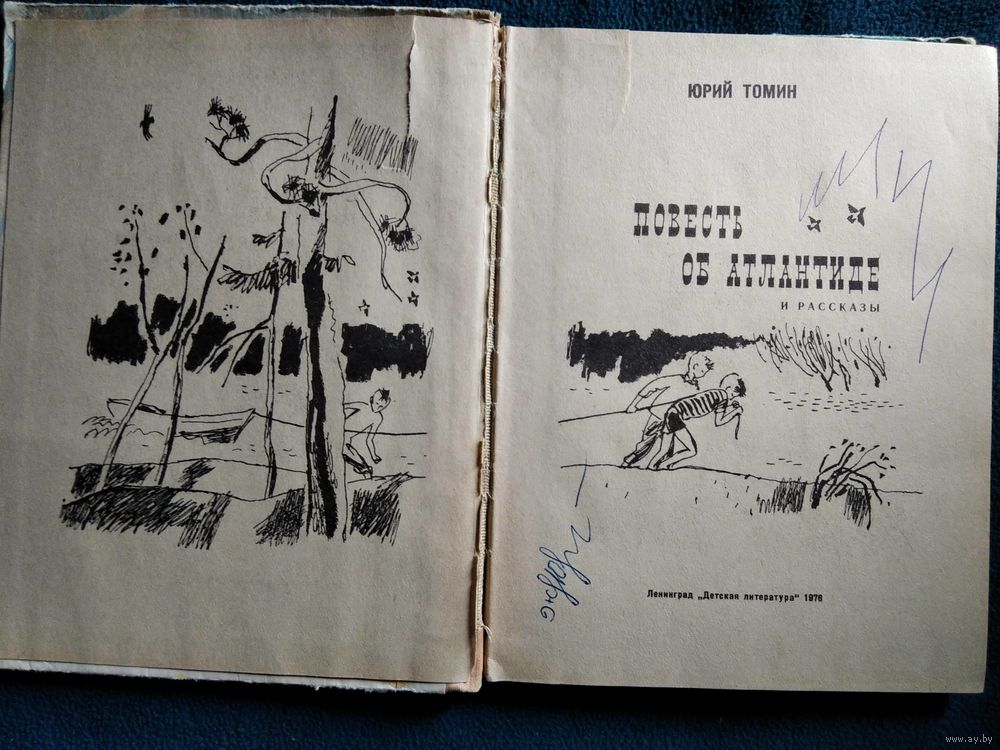 ЮРИЙ ТОМИН
ПОВЕСТЬ
ОБ АТЛАНТИДЕ
И РАССКАЗЫ
Ленинград „Детская литература" 1976
www.ay.by